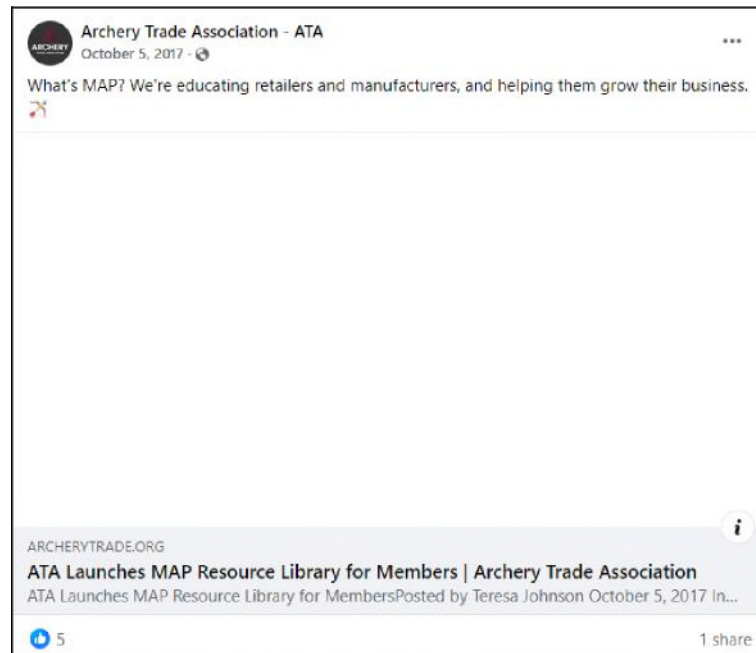 Archery Trade Association - ATA
ARCHERY
October 5, 2017 ·
What's MAP? We're educating retailers and manufacturers, and helping them grow their business.
ARCHERYTRADE.ORG
ATA Launches MAP Resource Library for Members | Archery Trade Association
ATA Launches MAP Resource Library for MembersPosted by Teresa Johnson October 5, 2017 In...
5
1 share